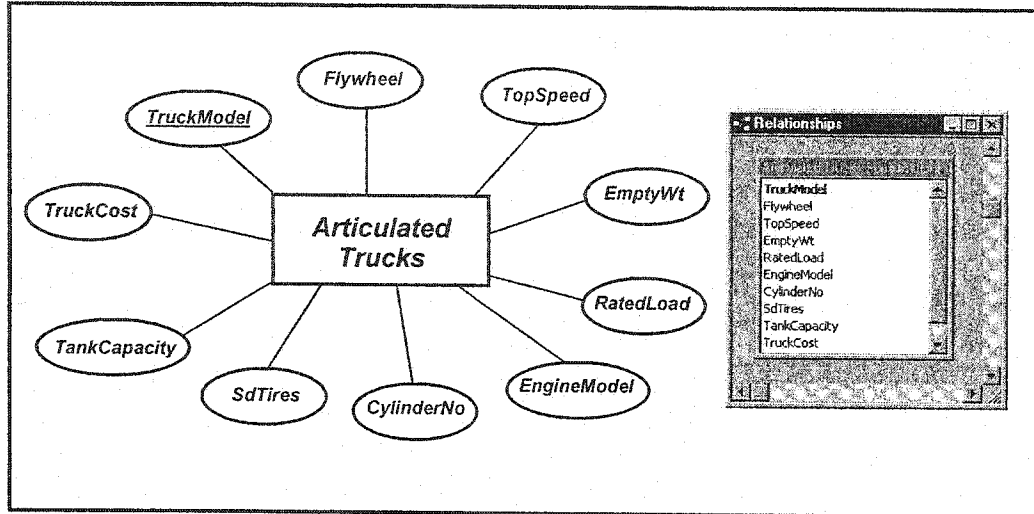 Flywheel
TopSpeed
TruckModel
EmptyWt
TruckCost
Articulated
Trucks
RatedLoad
TankCapacity
EngineModel
SdTires
CylinderNo
Relationships
TruckModel
Flywheel
TopSpeed
EmptyWt
RatedLoad
EngineModel
CylinderNo
SdTires
TankCapacity
TruckCost